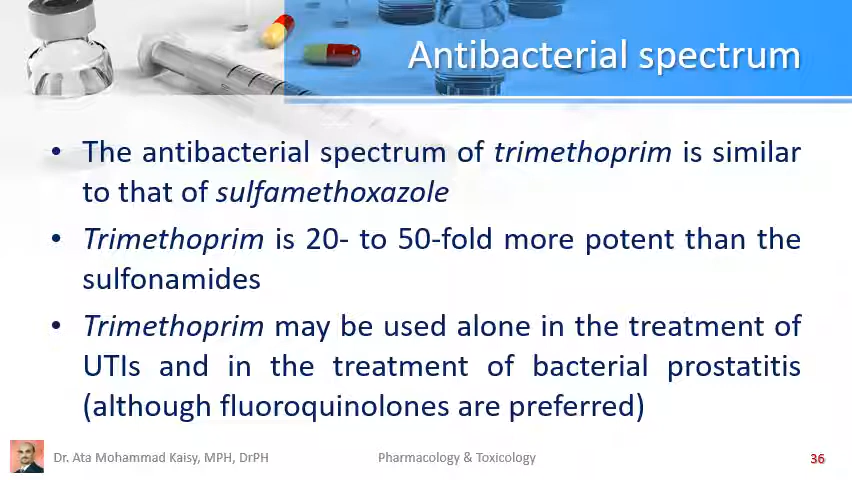 Antibacterial spectrum
• The antibacterial spectrum of trimethoprim is similar
to that of sulfamethoxazole
• Trimethoprim is 20- to 50-fold more potent than the
sulfonamides
• Trimethoprim may be used alone in the treatment of
UTIs and in the treatment of bacterial prostatitis
(although fluoroquinolones are preferred)
Dr. Ata Mohammad Kaisy, MPH, DrPH
Pharmacology & Toxicology
36